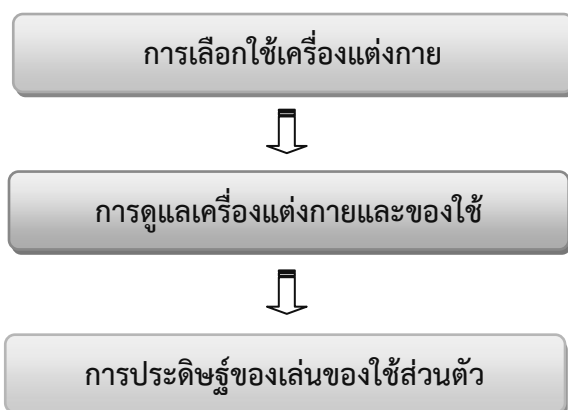 การเลือกใช้เครื่องแต่งกาย
การดูแลเครื่องแต่งกายและของใช้
การประดิษฐ์ของเล่นของใช้ส่วนตัว